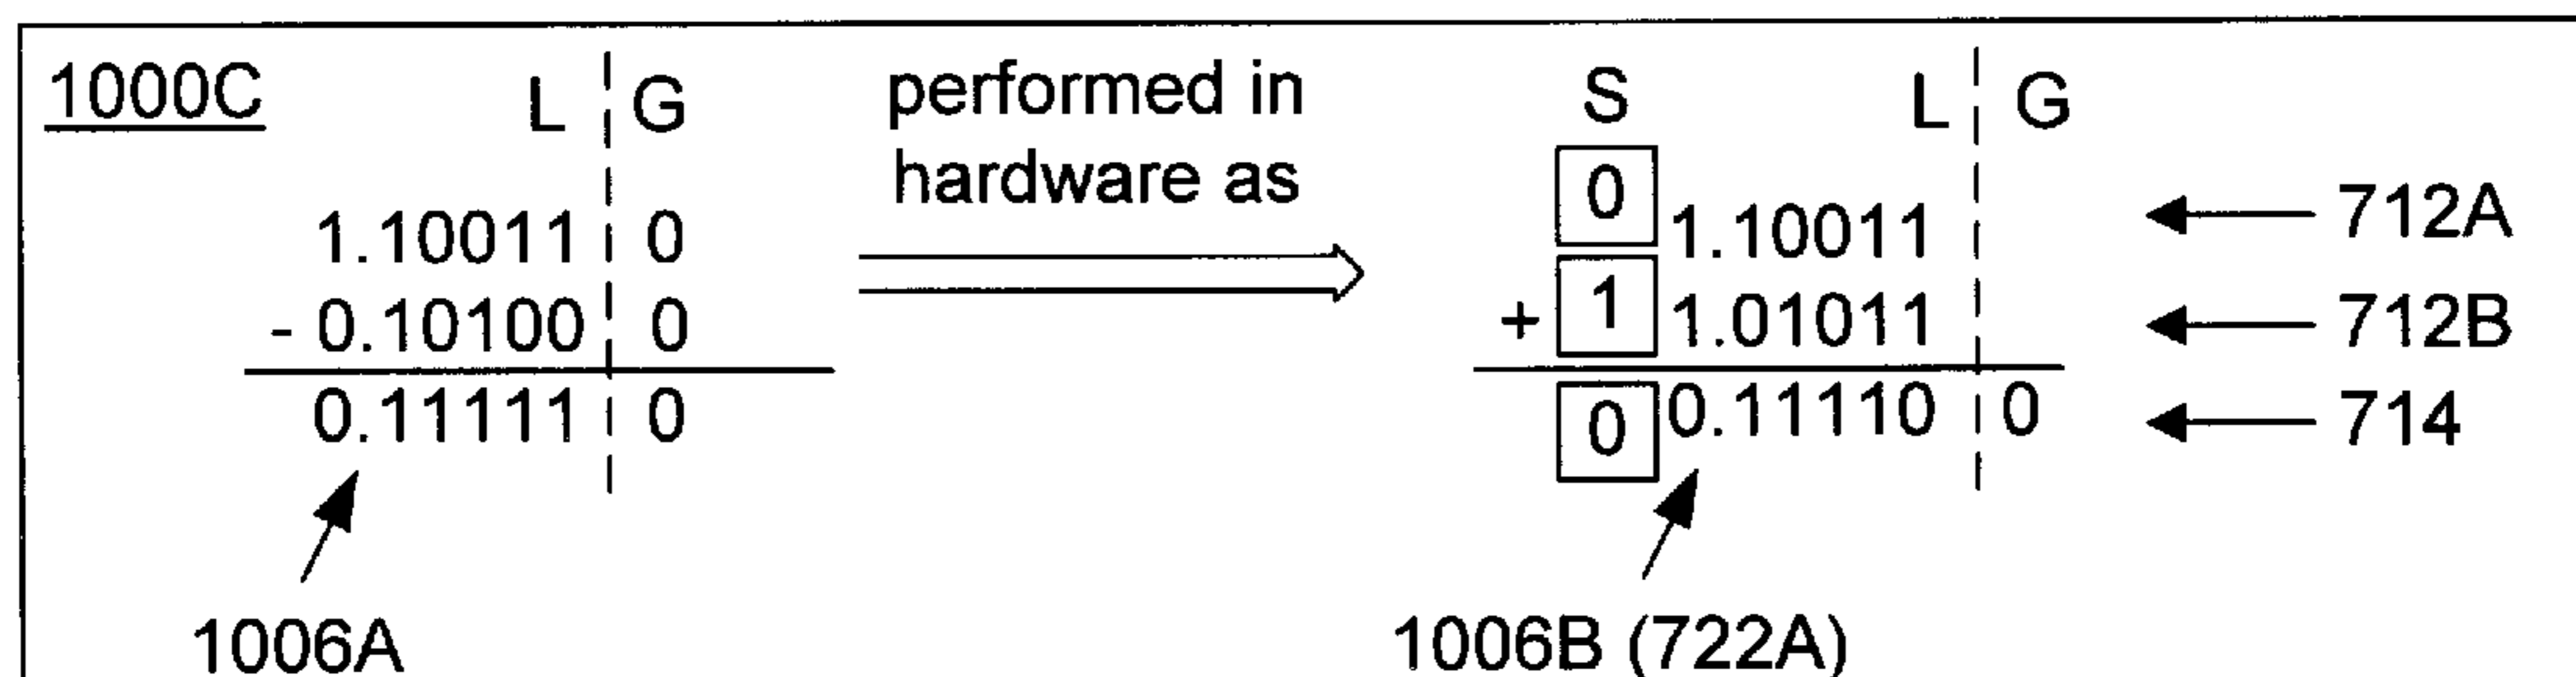 1000C L G performed in S L G
hardware as 0
1.10011 0 1.10011 712A
- 0.10100 0 + 1 1.01011 712B
0.11111 0 0 0.11110 0 714
1006A 1006B (722A)